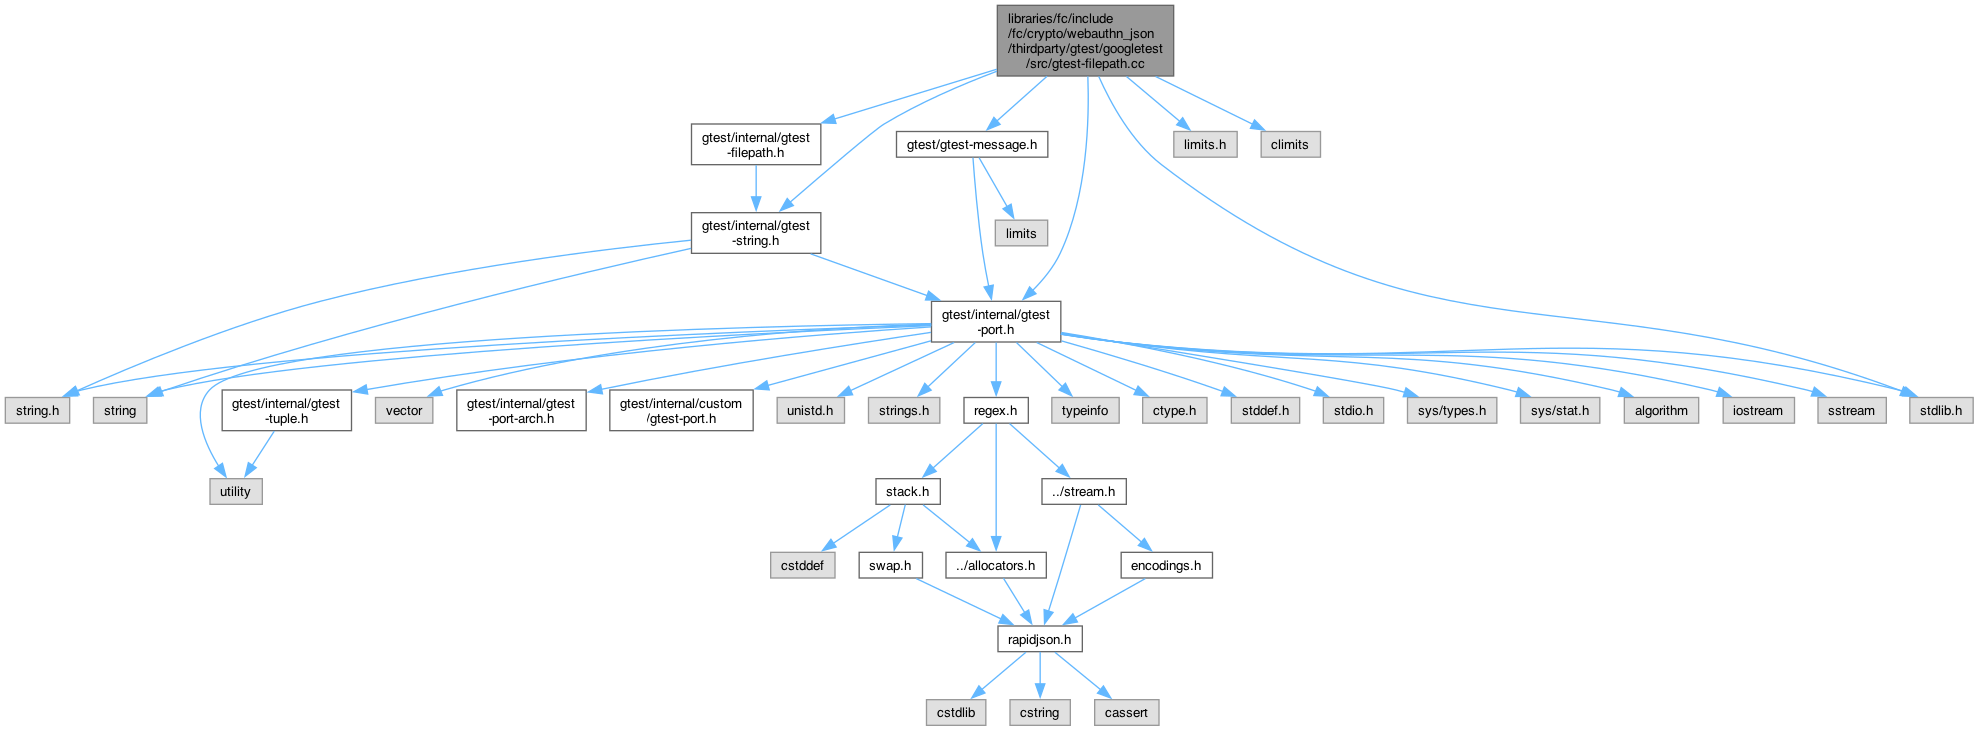 libraries/fc/include
/fc/crypto/webauthn_json
/thirdparty/gtest/googletest
/src/gtest-filepath.cc
gtest/internal/gtest
-filepath.h
gtest/gtest-message.h
limits.h
climits
gtest/internal/gtest
-string.h
limits
gtest/internal/gtest
-port.h
string.h
string
gtest/internal/gtest
-tuple.h
vector
gtest/internal/gtest
-port-arch.h
gtest/internal/custom
/gtest-port.h
unistd.h
strings.h
regex.h
typeinfo
ctype.h
stddef.h
stdio.h
sys/types.h
sys/stat.h
algorithm
iostream
sstream
stdlib.h
utility
stack.h
../stream.h
cstddef
swap.h
../allocators.h
encodings.h
rapidjson.h
cstdlib
cstring
cassert